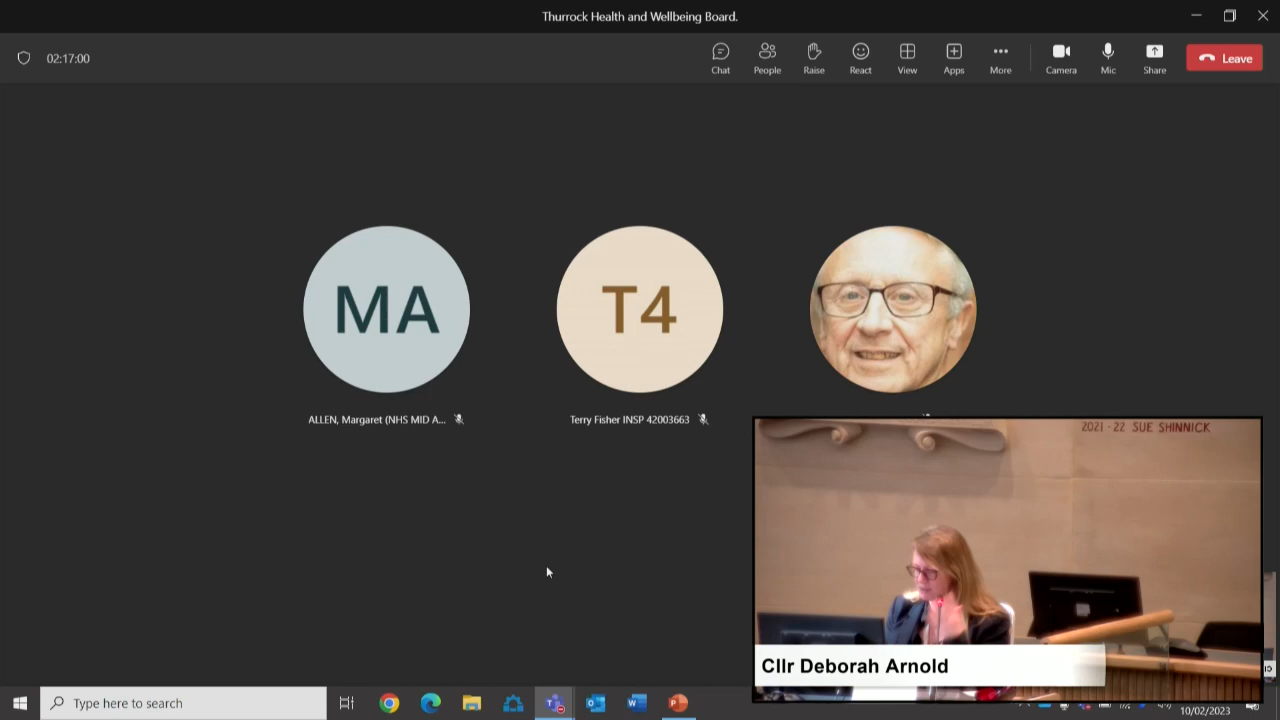 Thurrock Health and Wellbeing Board.
02:17:00
Chat
People
Raise
React
View
Apps
More
Camera
Mic
Share
Leave
MA
T4
ALLEN, Margaret (NHS MID A...
Terry Fisher INSP 42003663
2021-22 SUE SHINNICK
Cllr Deborah Arnold
Type here to search
10/02/2023